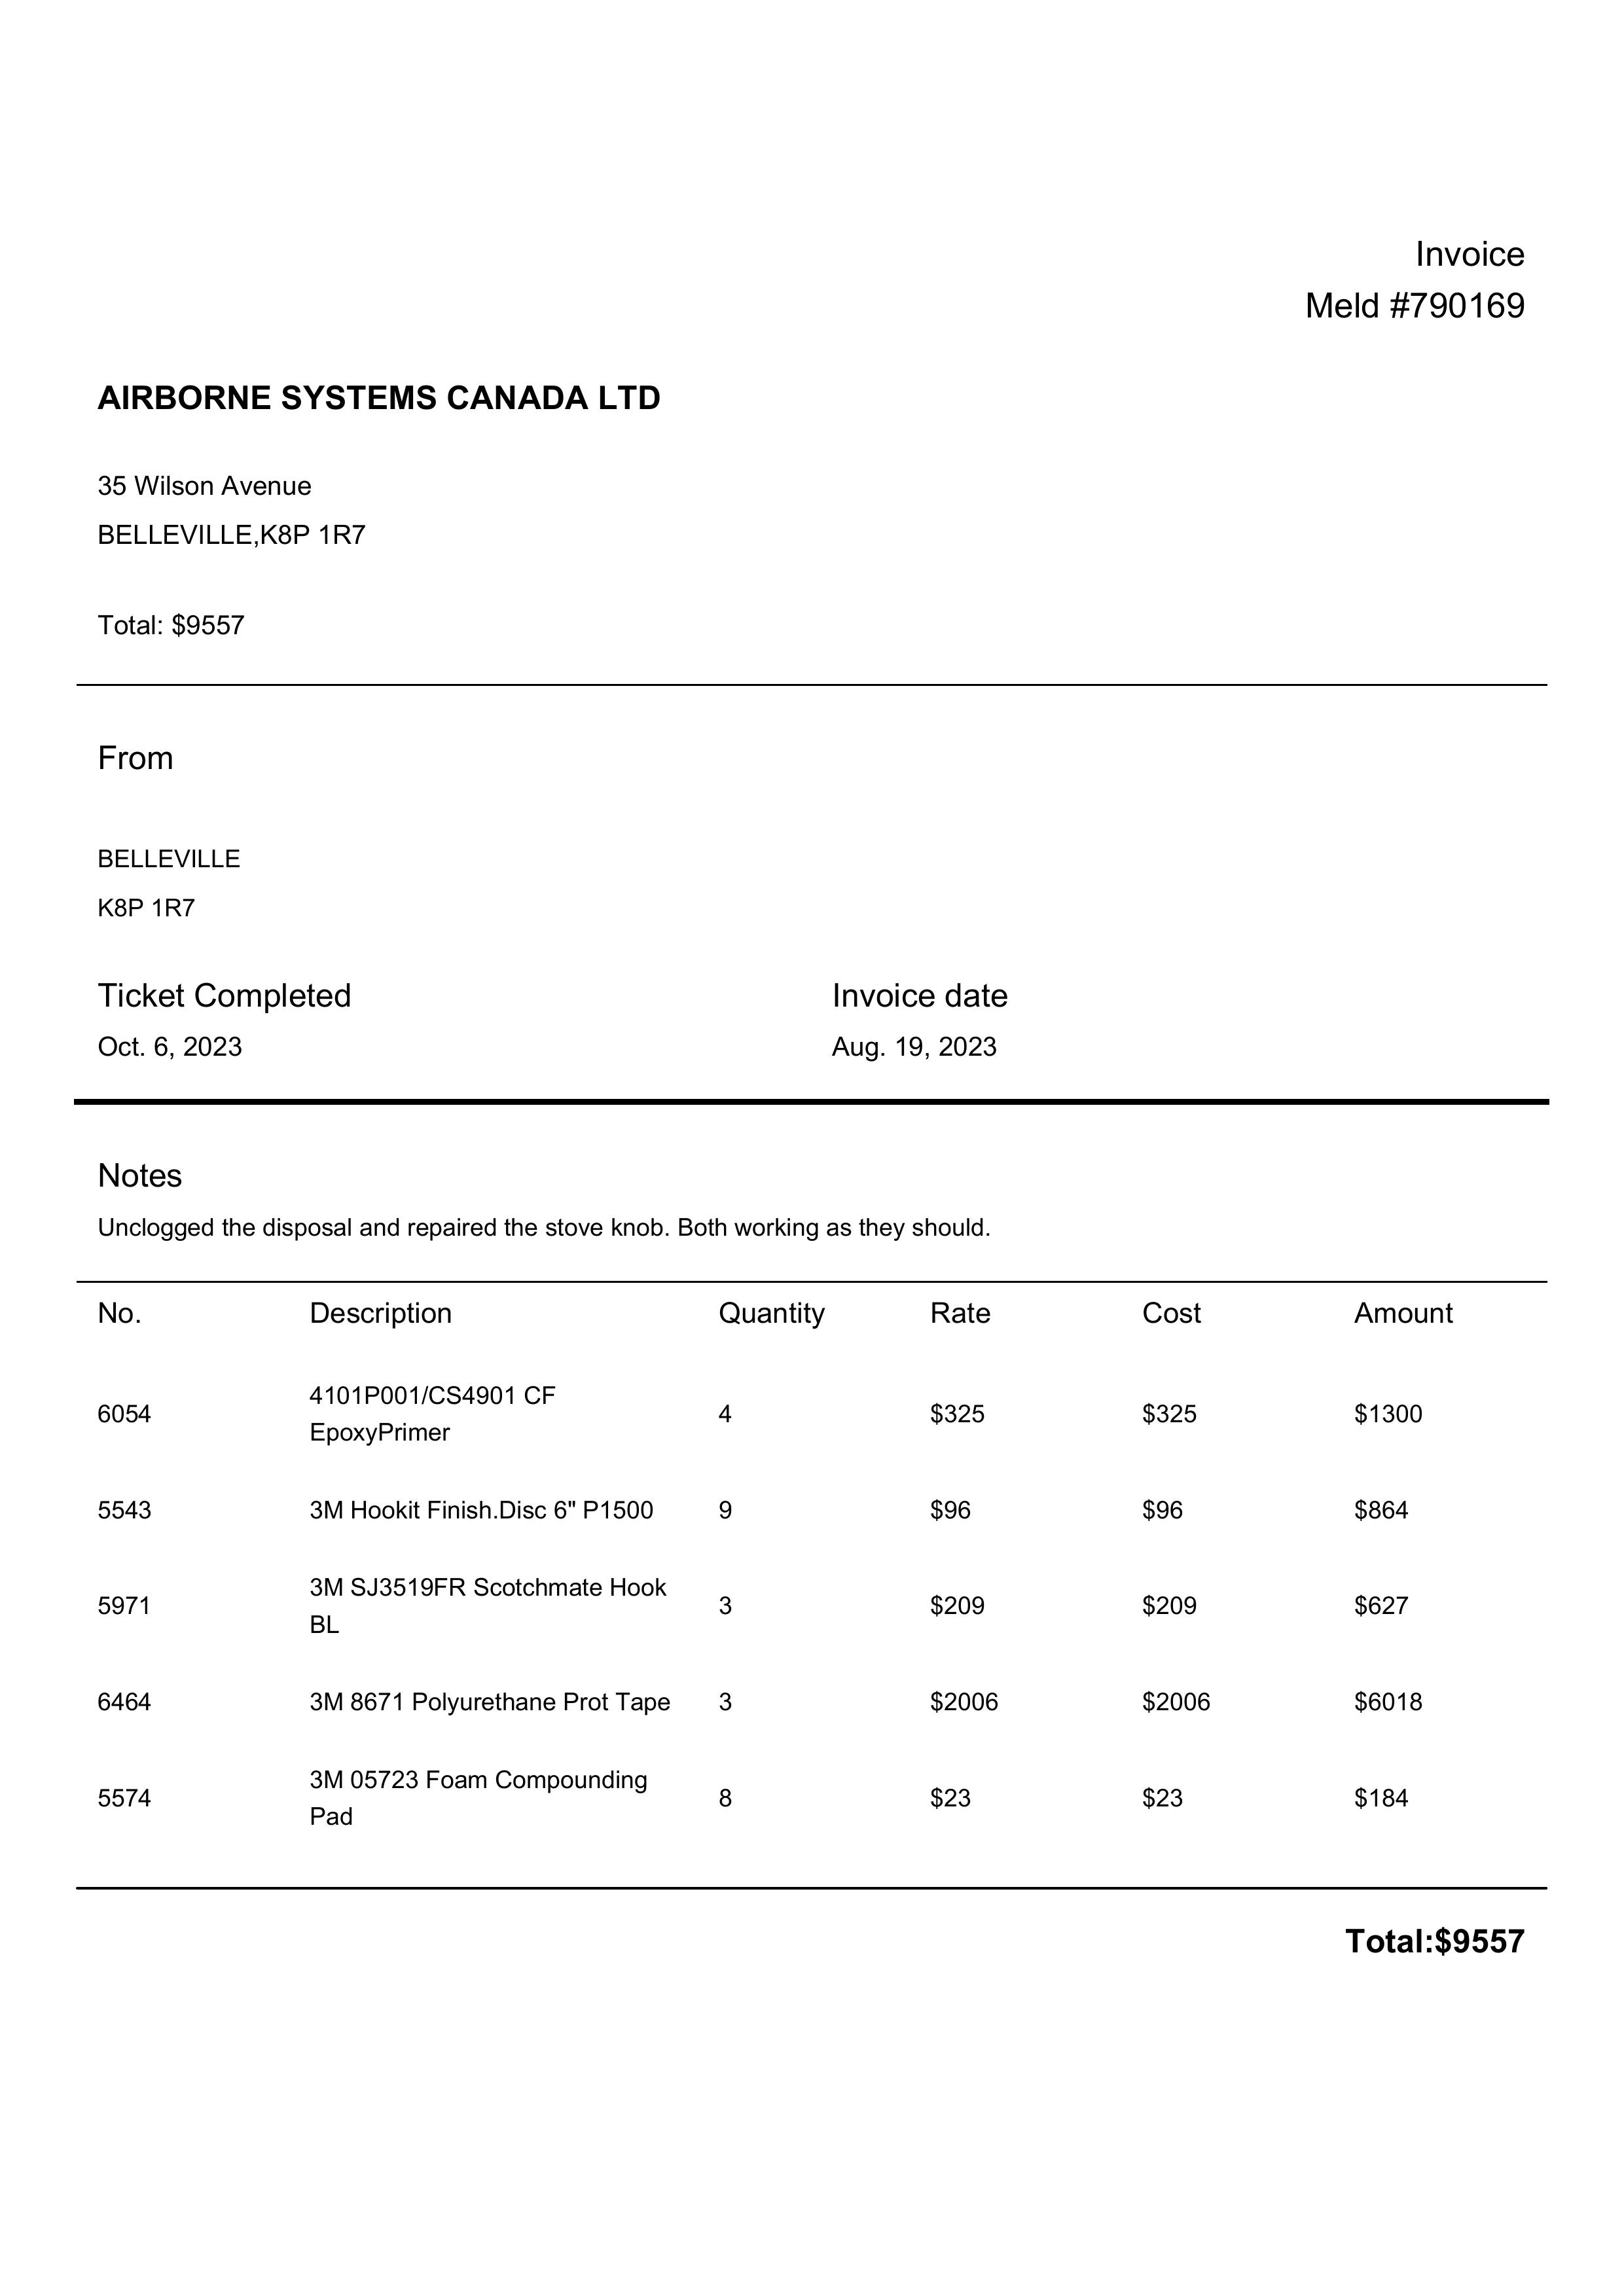 Invoice
Meld #790169
AIRBORNE SYSTEMS CANADA LTD
35 Wilson Avenue
BELLEVILLE,K8P 1R7
Total: $9557
From
BELLEVILLE
K8P 1R7
Ticket Completed Invoice date
Oct. 6, 2023 Aug. 19, 2023
Notes
Unclogged the disposal and repaired the stove knob. Both working as they should.
No. Description Quantity Rate Cost Amount
6054 4101P001/CS4901 CF
EpoxyPrimer 4 $325 $325 $1300
5543 3M Hookit Finish.Disc 6" P1500 9 $96 $96 $864
5971 3M SJ3519FR Scotchmate Hook
BL 3 $209 $209 $627
6464 3M 8671 Polyurethane Prot Tape 3 $2006 $2006 $6018
5574 3M 05723 Foam Compounding
Pad 8 $23 $23 $184
Total:$9557